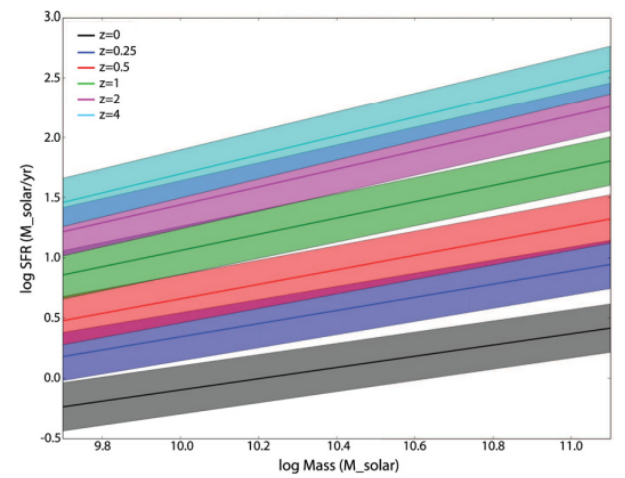 3.0
z=0
z=0.25
z=0.5
z=1
z=2
z=4
2.5
2.0
1.5
1.0
0.5
0.0
-0.5
log SFR (M_solar/yr)
9.8 10.0 10.2 10.4 10.6 10.8 11.0
log Mass (M_solar)